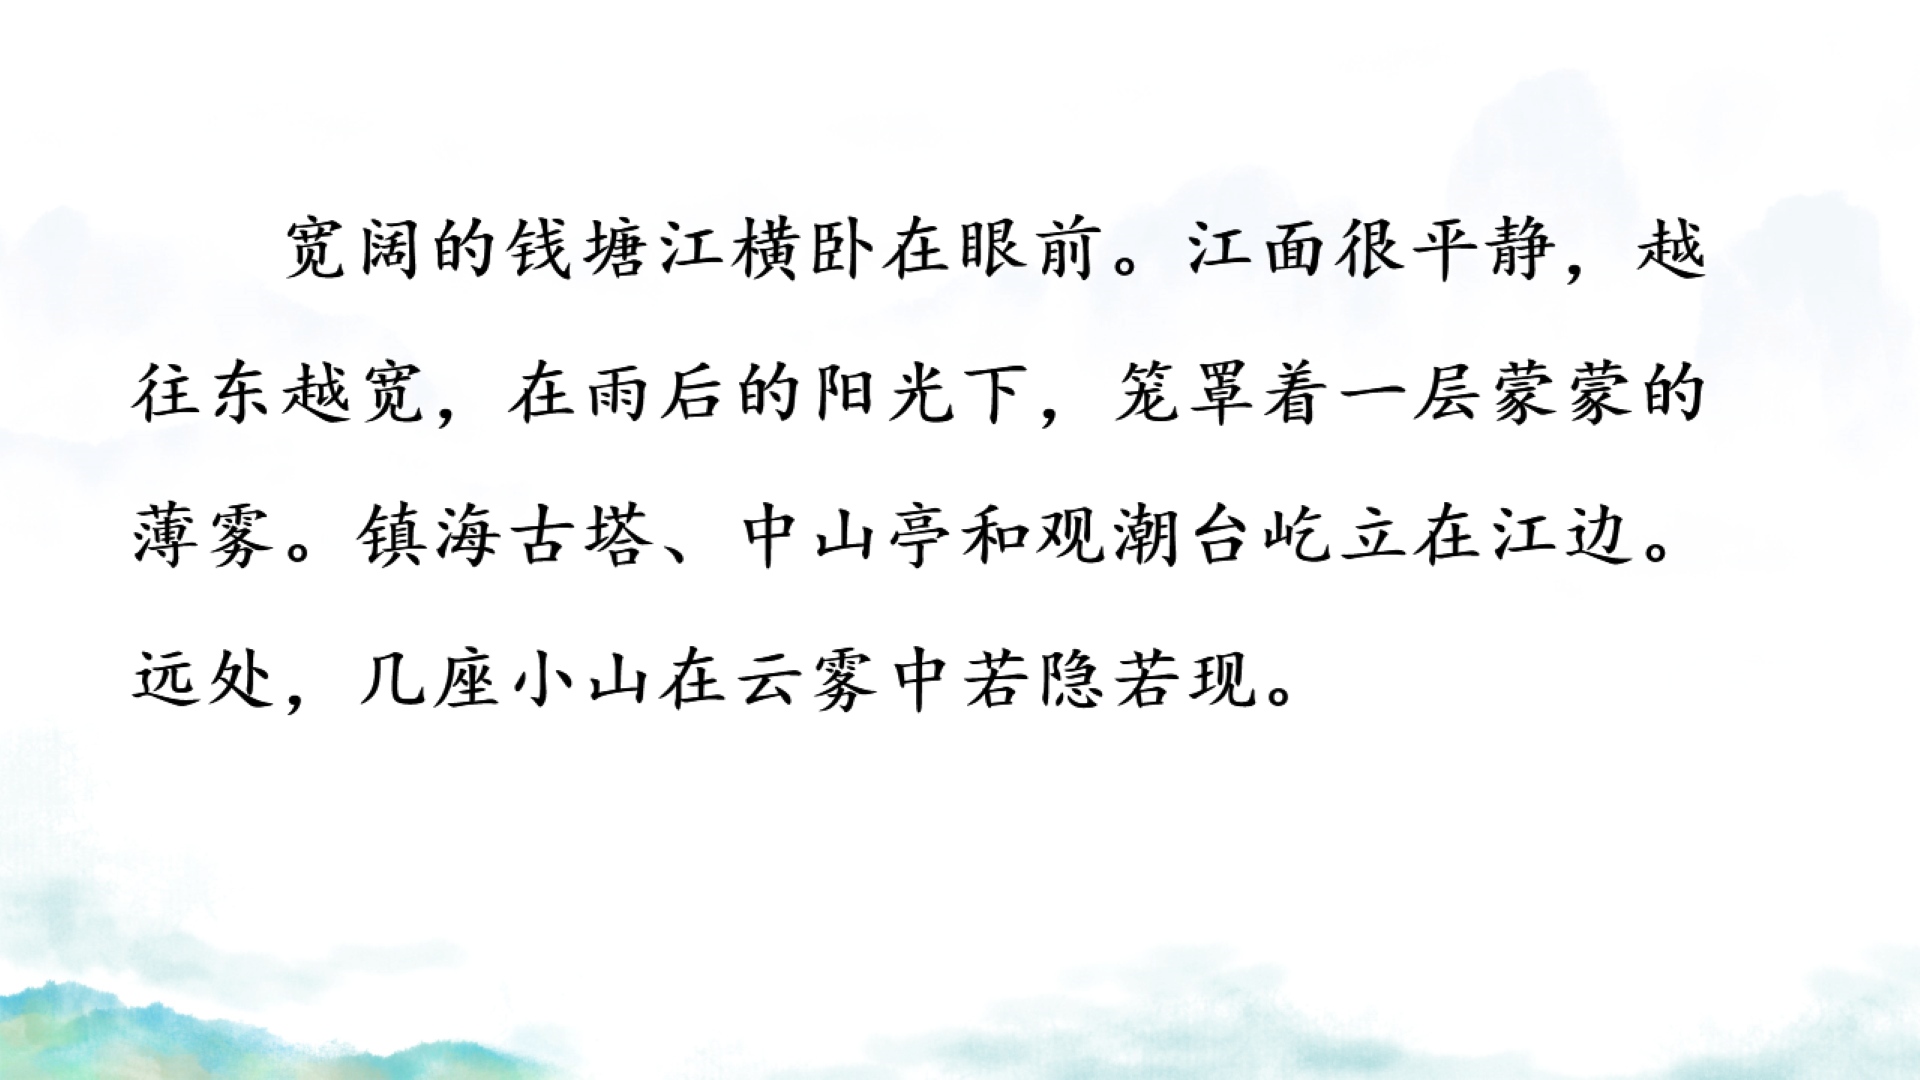 宽阔的钱塘江横卧在眼前。江面很平静，越
往东越宽，在雨后的阳光下，笼罩着一层蒙蒙的
薄雾。镇海古塔、中山亭和观潮台屹立在江边。
远处，几座小山在云雾中若隐若现。